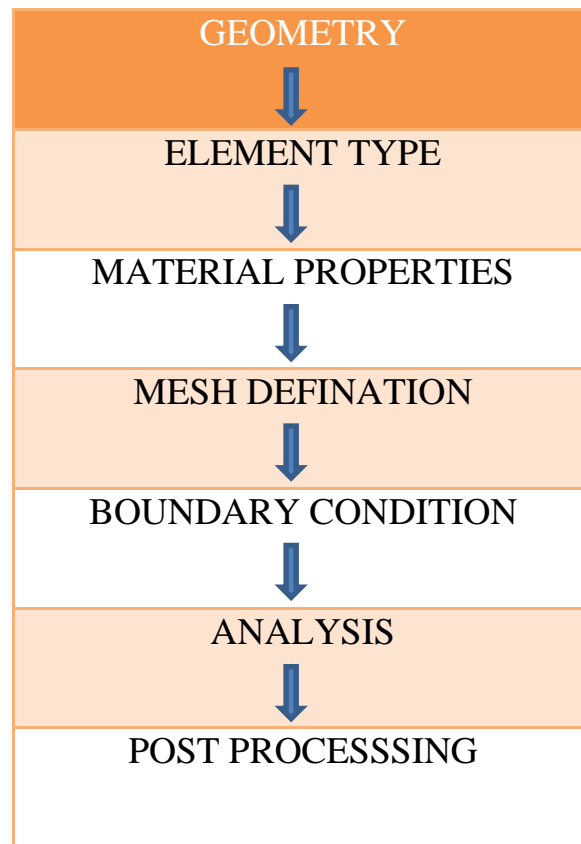 GEOMETRY
ELEMENT TYPE
MATERIAL PROPERTIES
MESH DEFINATION
BOUNDARY CONDITION
ANALYSIS
POST PROCESSSING